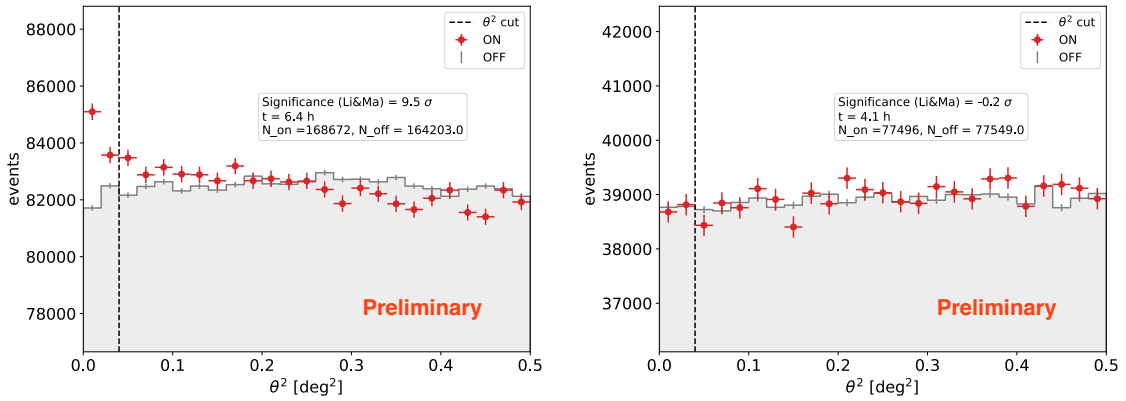 88000
86000
84000
82000
80000
78000
events
θ² cut
ON
OFF
Significance (Li&Ma) = 9.5 σ
t = 6.4 h
N_on =168672, N_off = 164203.0
Preliminary
0.0 0.1 0.2 0.3 0.4 0.5
θ² [deg²]
42000
41000
40000
39000
38000
37000
events
θ² cut
ON
OFF
Significance (Li&Ma) = -0.2 σ
t = 4.1 h
N_on =77496, N_off = 77549.0
Preliminary
0.0 0.1 0.2 0.3 0.4 0.5
θ² [deg²]